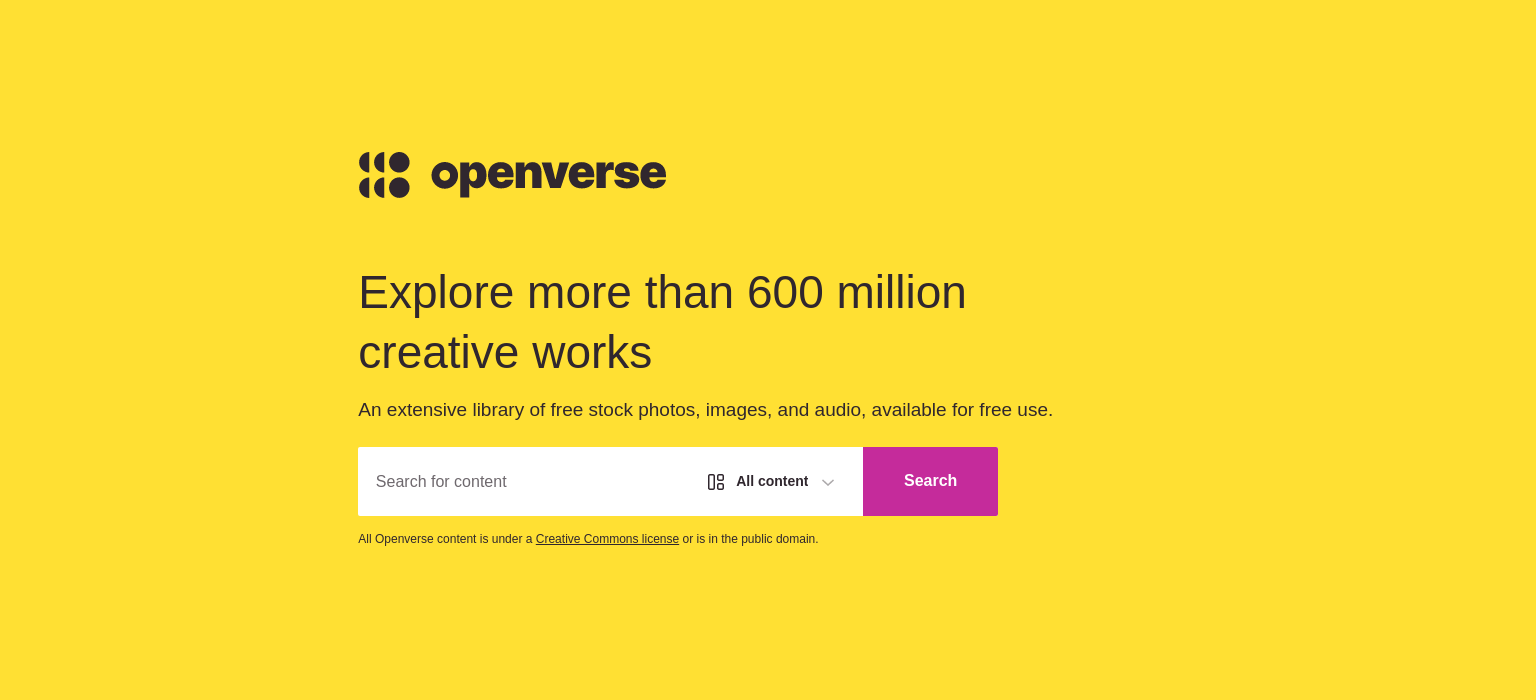 openverse
Explore more than 600 million
creative works
An extensive library of free stock photos, images, and audio, available for free use.
Search for content All content Search
All Openverse content is under a Creative Commons license or is in the public domain.